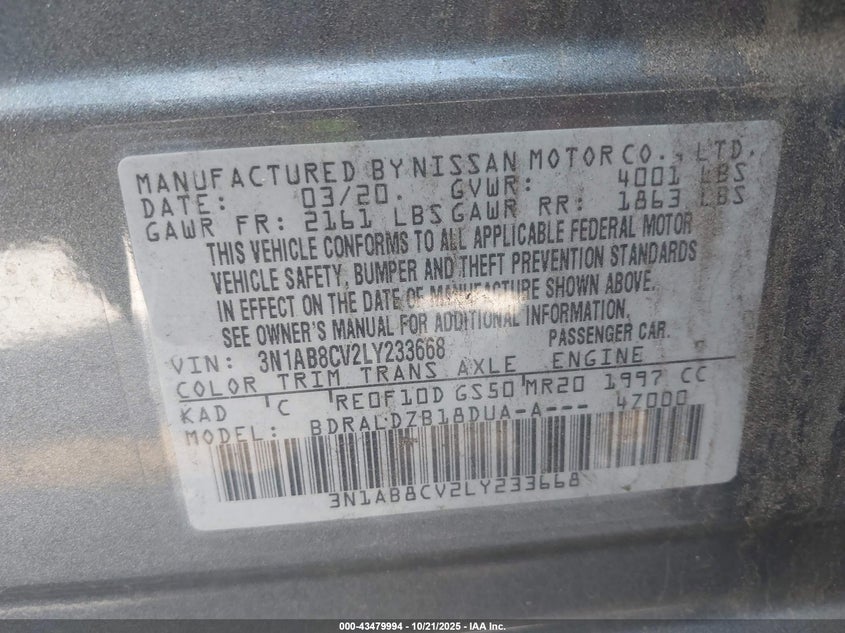 MANUFACTURED BY NISSAN MOTOR CO., LTD.
DATE: 03/20. GVWR: 4001 LBS
GAWR FR: 2161 LBS GAWR RR: 1863 LBS
THIS VEHICLE CONFORMS TO ALL APPLICABLE FEDERAL MOTOR
VEHICLE SAFETY, BUMPER AND THEFT PREVENTION STANDARDS
IN EFFECT ON THE DATE OF MANUFACTURE SHOWN ABOVE.
SEE OWNER'S MANUAL FOR ADDITIONAL INFORMATION.
VIN: 3N1AB8CV2LY233668 PASSENGER CAR.
COLOR TRIM TRANS AXLE ENGINE
KAD C RE0F10D GS50 MR20 1997 CC
MODEL: BDRALDZB18DUA-A--- 47000
3N1AB8CV2LY233668
000-43479994 | 10/21/2025 | IAA Inc.